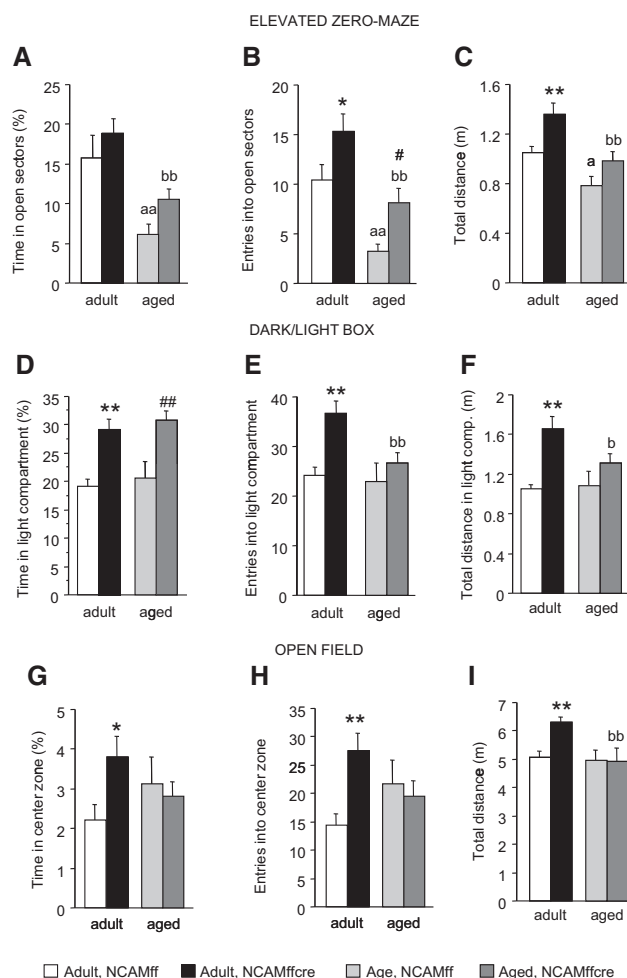 ELEVATED ZERO-MAZE
A
B
C
Time in open sectors (%)
25
20
15
10
5
0
aa
bb
adult aged
Entries into open sectors
20
15
10
5
0
*
aa
#
bb
adult aged
Total distance (m)
1.6
1.2
0.8
0.4
0
**
a
bb
adult aged
DARK/LIGHT BOX
D
E
F
Time in light compartment (%)
35
30
25
20
15
10
5
0
**
##
adult aged
Entries into light compartment
40
30
20
10
0
**
bb
adult aged
Total distance in light comp. (m)
2
1.6
1.2
0.8
0.4
0
**
b
adult aged
OPEN FIELD
G
H
I
Time in center zone (%)
5
4
3
2
1
0
*
adult aged
Entries into center zone
35
30
25
20
15
10
5
0
**
adult aged
Total distance (m)
7
6
5
4
3
2
1
0
**
bb
adult aged
Adult, NCAMff Adult, NCAMffcre Age, NCAMff Aged, NCAMffcre